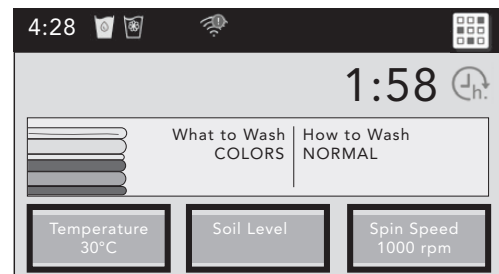 4:28
1:58 h.
What to Wash How to Wash
COLORS NORMAL
Temperature Soil Level Spin Speed
30°C 1000 rpm